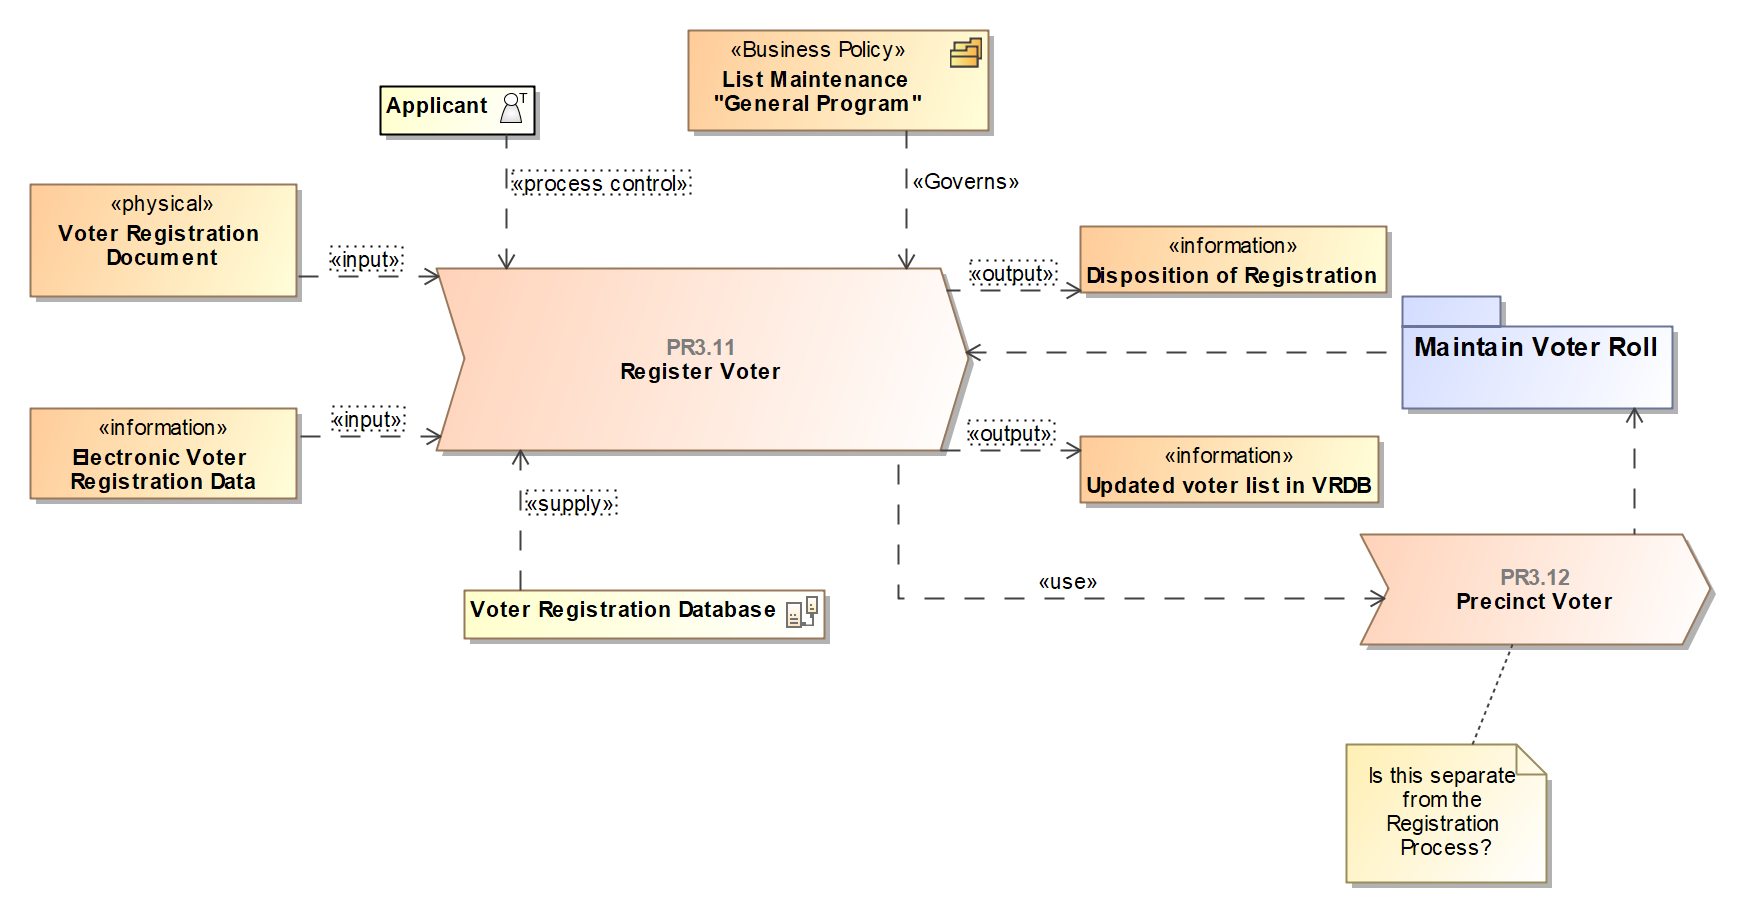 «Business Policy»
List Maintenance
"General Program"
Applicant
T
«process control»
«Governs»
«physical»
Voter Registration
Document
«input»
«output»
«information»
Disposition of Registration
PR3.11
Register Voter
Maintain Voter Roll
«information»
Electronic Voter
Registration Data
«input»
«output»
«information»
Updated voter list in VRDB
«supply»
Voter Registration Database
«use»
PR3.12
Precinct Voter
Is this separate
from the
Registration
Process?